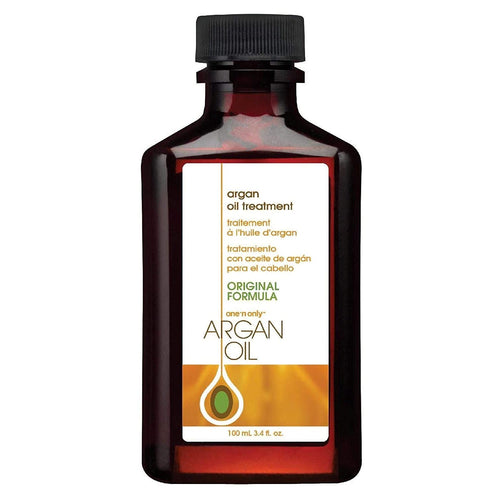 argan
oil treatment
traitement
à l'huile d'argan
tratamiento
con aceite de argán
para el cabello
ORIGINAL
FORMULA
one 'n only™
ARGAN
OIL
100 mL 3.4 fl. oz.